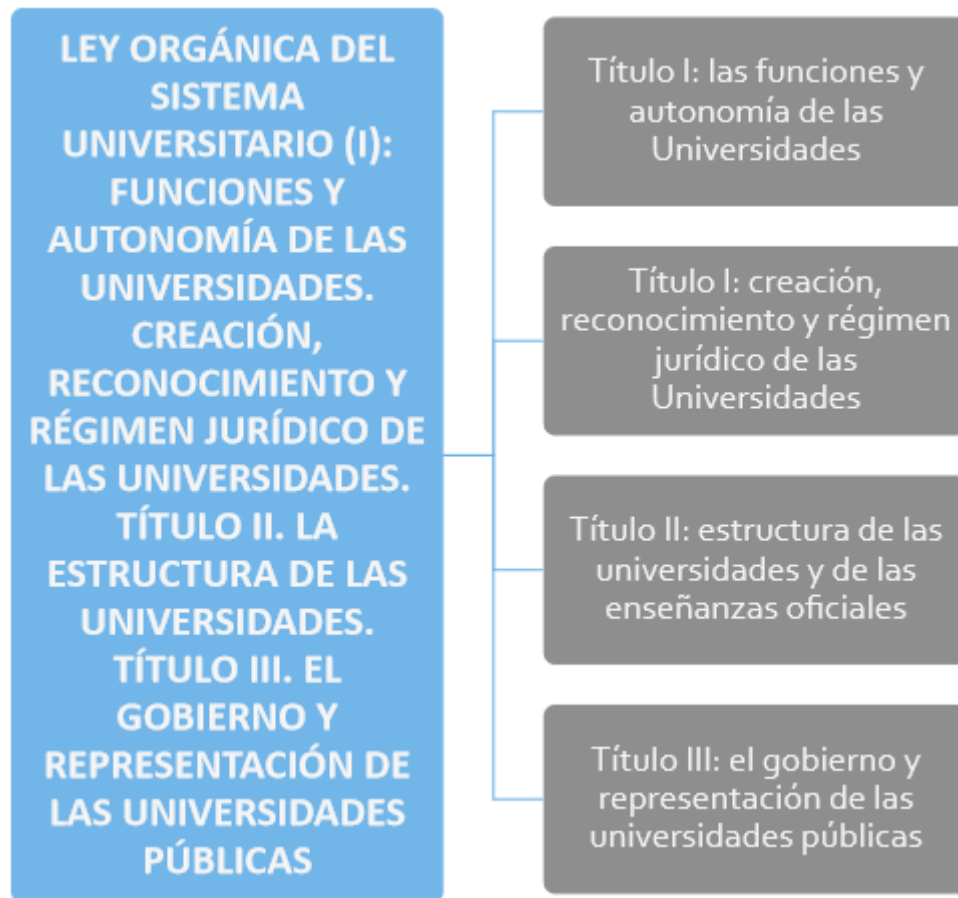 LEY ORGÁNICA DEL
SISTEMA
UNIVERSITARIO (I):
FUNCIONES Y
AUTONOMÍA DE LAS
UNIVERSIDADES.
CREACIÓN,
RECONOCIMIENTO Y
RÉGIMEN JURÍDICO DE
LAS UNIVERSIDADES.
TÍTULO II. LA
ESTRUCTURA DE LAS
UNIVERSIDADES.
TÍTULO III. EL
GOBIERNO Y
REPRESENTACIÓN DE
LAS UNIVERSIDADES
PÚBLICAS
Título I: las funciones y
autonomía de las
Universidades
Título I: creación,
reconocimiento y régimen
jurídico de las
Universidades
Título II: estructura de las
universidades y de las
enseñanzas oficiales
Título III: el gobierno y
representación de las
universidades públicas